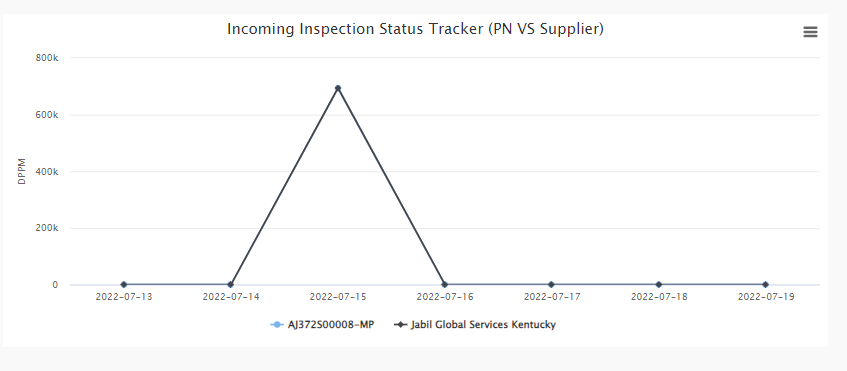 Incoming Inspection Status Tracker (PN VS Supplier)
800k
600k
400k
200k
0
DPPM
2022-07-13 2022-07-14 2022-07-15 2022-07-16 2022-07-17 2022-07-18 2022-07-19
AJ372S00008-MP Jabil Global Services Kentucky